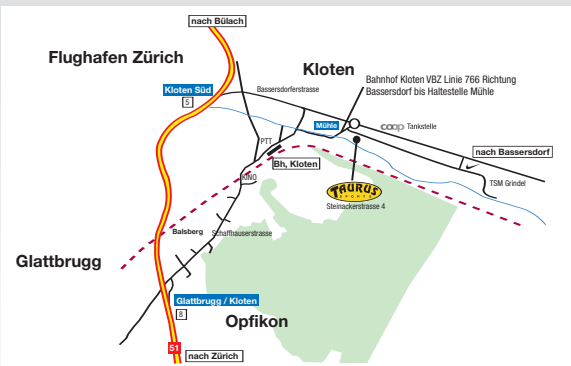 nach Bülach
Flughafen Zürich
Kloten
Bahnhof Kloten VBZ Linie 766 Richtung
Bassersdorf bis Haltestelle Mühle
Kloten Süd
5
Bassersdorferstrasse
Mühle
coop Tankstelle
PTT
nach Bassersdorf
Bh, Kloten
KINO
TSM Grindel
TAURUS
SPORTS
Steinackerstrasse 4
Balsberg
Schaffhauserstrasse
Glattbrugg
Glattbrugg / Kloten
8
Opfikon
51
nach Zürich